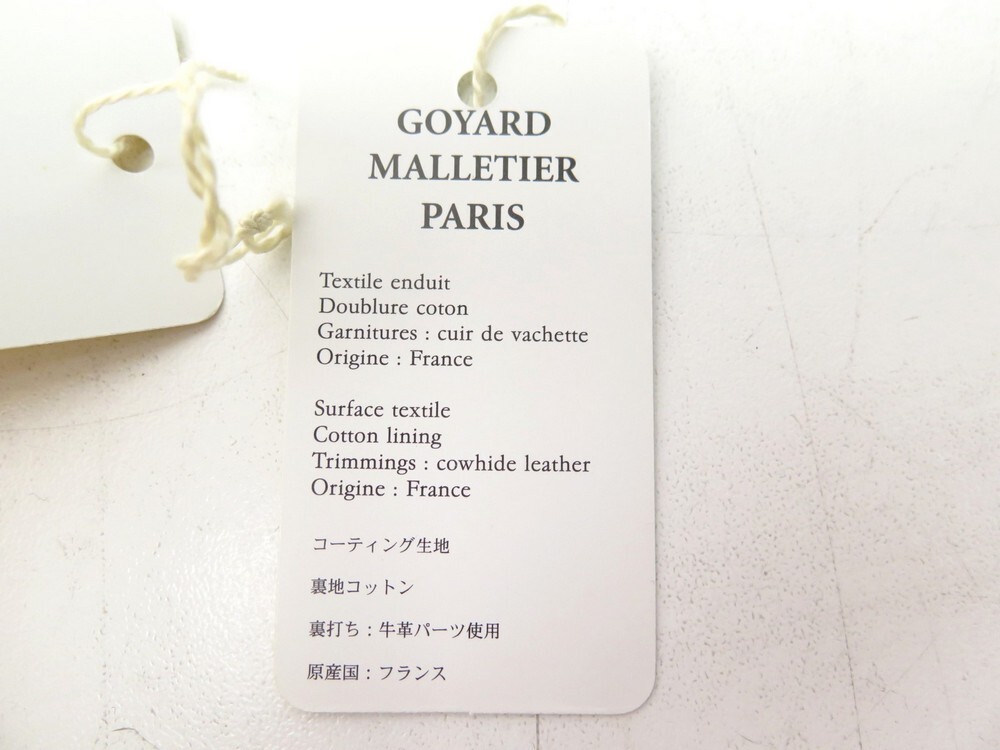 GOYARD
MALLETIER
PARIS
Textile enduit
Doublure coton
Garnitures : cuir de vachette
Origine : France
Surface textile
Cotton lining
Trimmings : cowhide leather
Origine : France
コーティング生地
裏地コットン
裏打ち：牛革パーツ使用
原産国：フランス